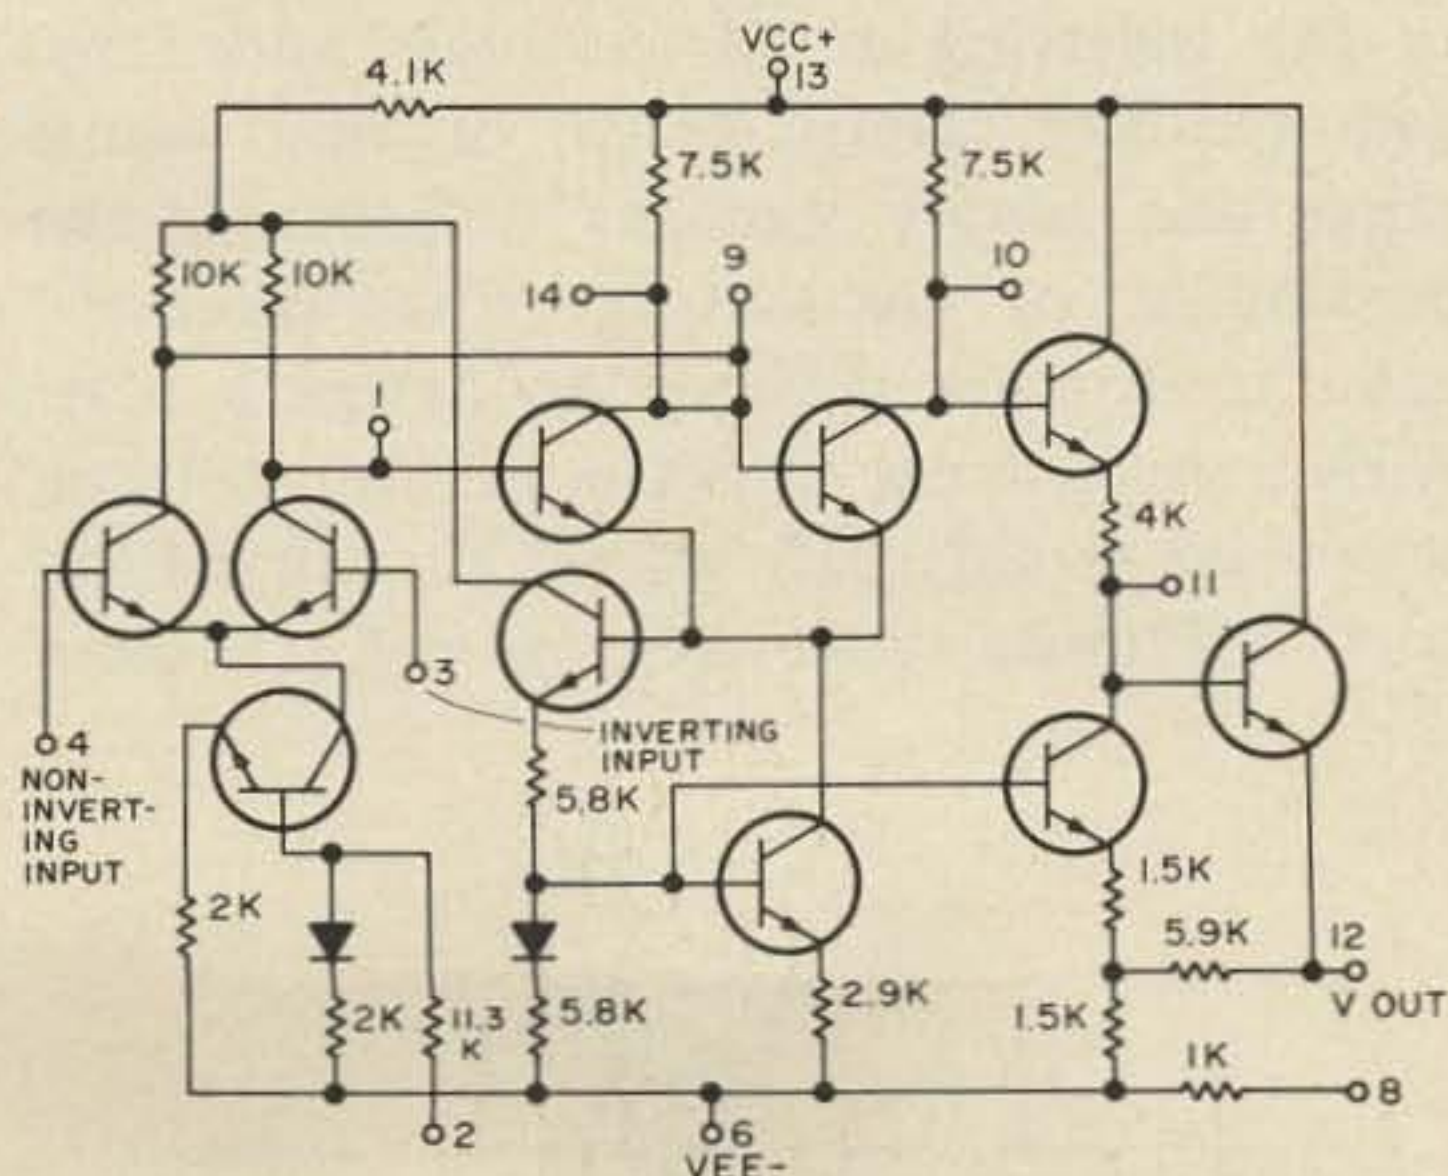 VCC+
13
4.1K
7.5K
7.5K
10K
10K
14
9
10
1
4K
11
3
INVERTING
INPUT
4
NON-
INVERT-
ING
INPUT
5.8K
1.5K
2K
5.9K
12
V OUT
2K
11.3
K
5.8K
2.9K
1.5K
1K
8
2
6
VEE-